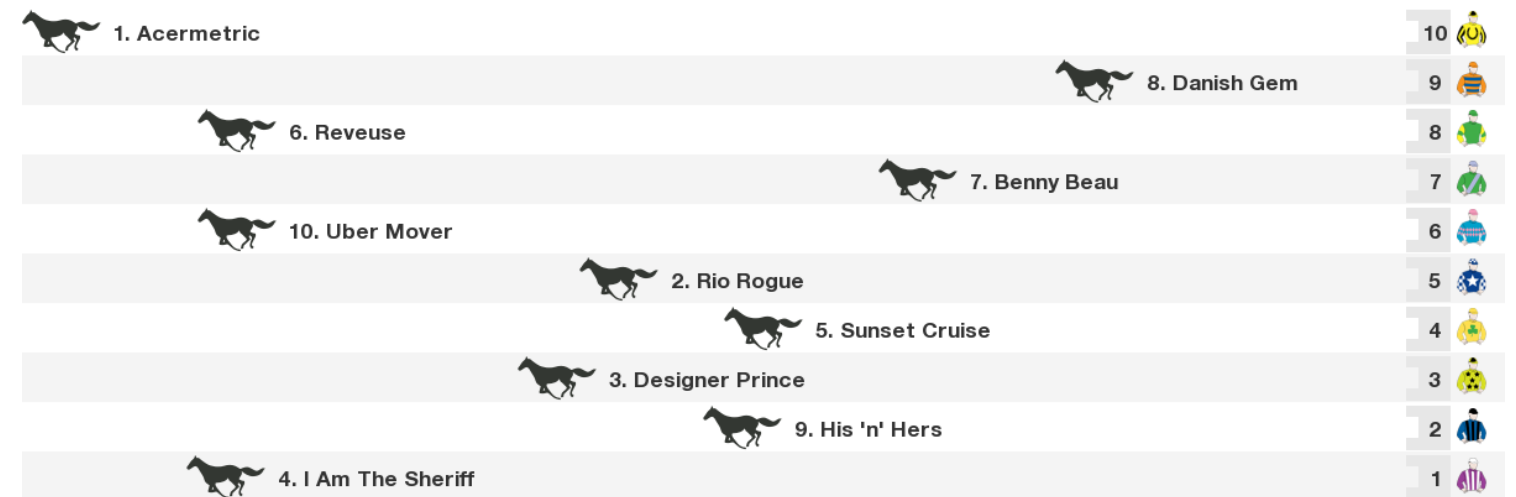 1. Acermetric 10
8. Danish Gem 9
6. Reveuse 8
7. Benny Beau 7
10. Uber Mover 6
2. Rio Rogue 5
5. Sunset Cruise 4
3. Designer Prince 3
9. His 'n' Hers 2
4. I Am The Sheriff 1